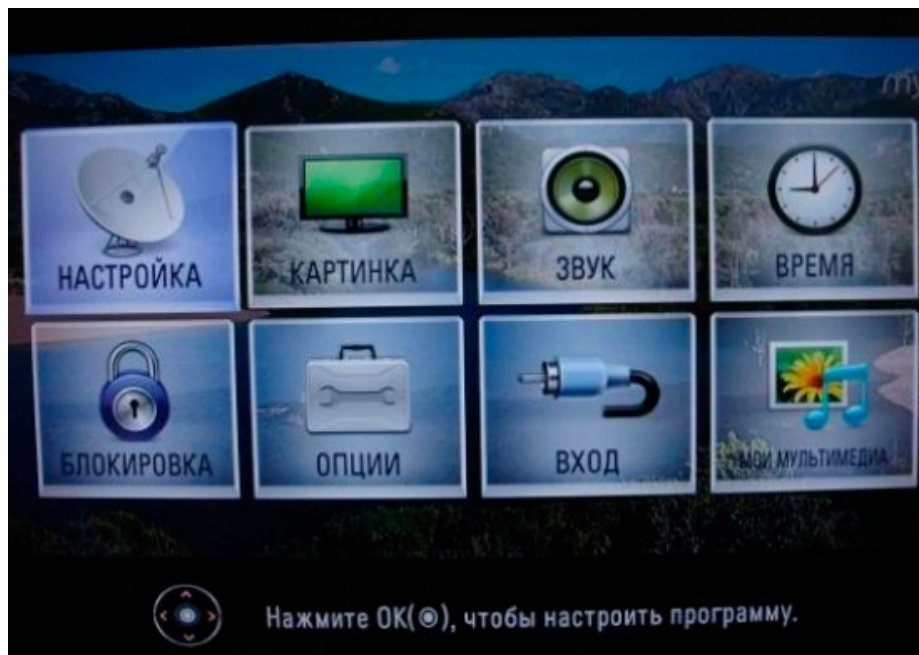 НАСТРОЙКА
КАРТИНКА
ЗВУК
ВРЕМЯ
БЛОКИРОВКА
ОПЦИИ
ВХОД
МОИ МУЛЬТИМЕДИА
Нажмите OK(◉), чтобы настроить программу.